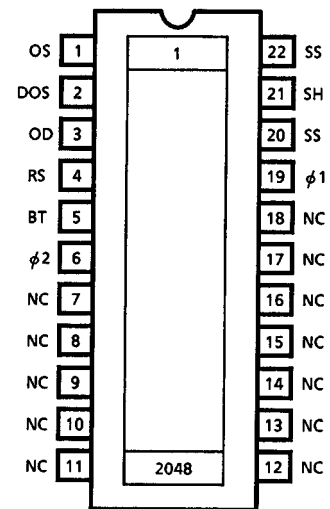 OS 1 1 22 SS
DOS 2 21 SH
OD 3 20 SS
RS 4 19 ϕ1
BT 5 18 NC
ϕ2 6 17 NC
NC 7 16 NC
NC 8 15 NC
NC 9 14 NC
NC 10 13 NC
NC 11 2048 12 NC